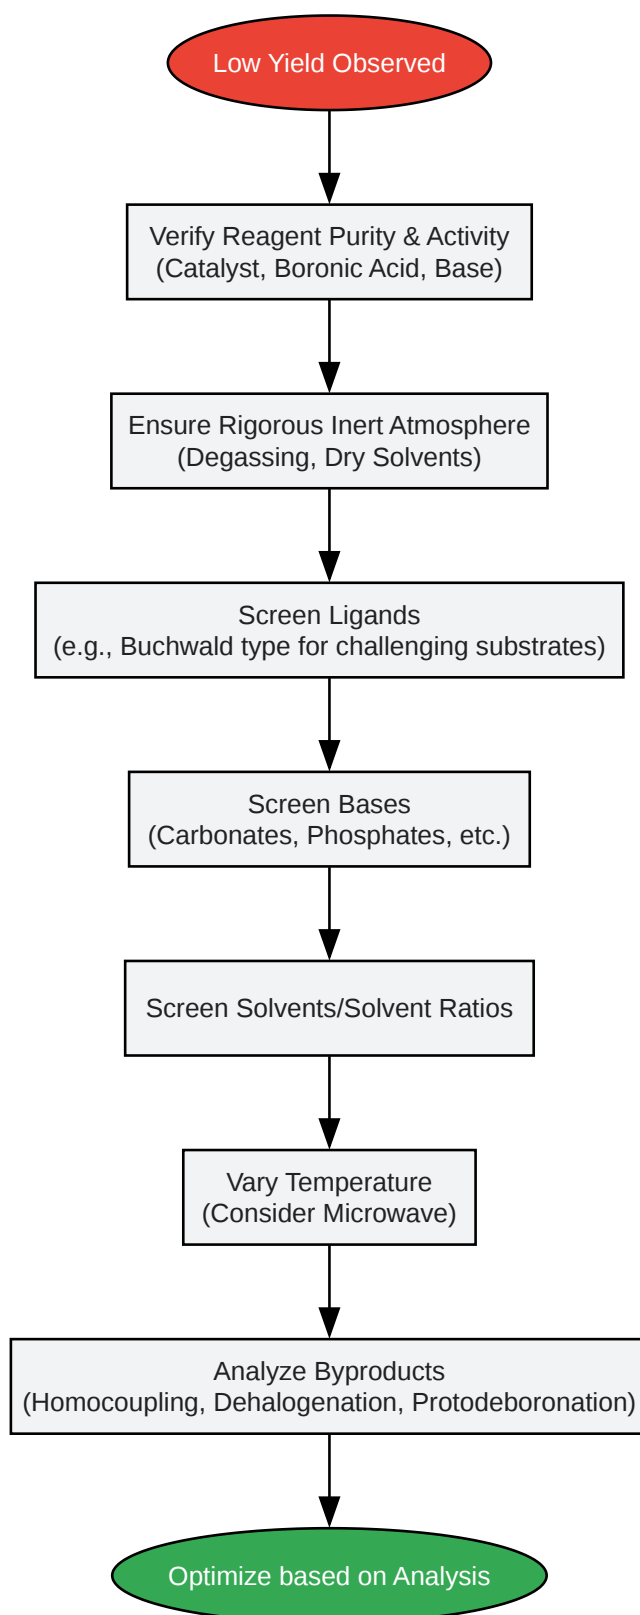 Low Yield Observed
Verify Reagent Purity & Activity
(Catalyst, Boronic Acid, Base)
Ensure Rigorous Inert Atmosphere
(Degassing, Dry Solvents)
Screen Ligands
(e.g., Buchwald type for challenging substrates)
Screen Bases
(Carbonates, Phosphates, etc.)
Screen Solvents/Solvent Ratios
Vary Temperature
(Consider Microwave)
Analyze Byproducts
(Homocoupling, Dehalogenation, Protodeboronation)
Optimize based on Analysis